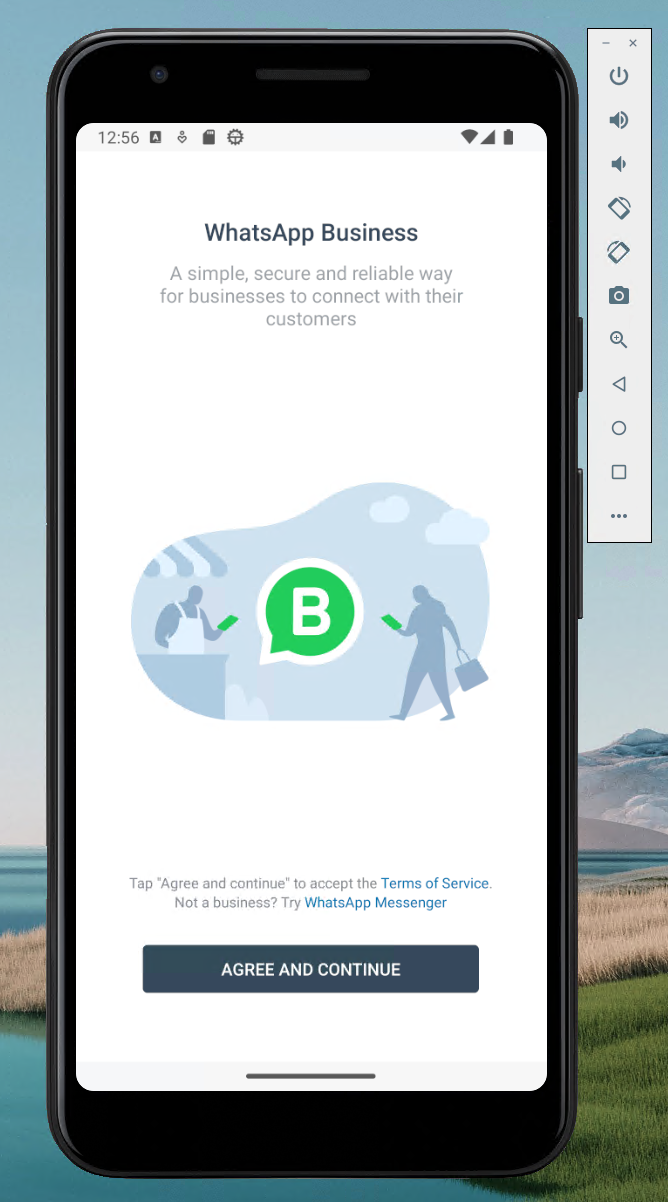 12:56
WhatsApp Business
A simple, secure and reliable way
for businesses to connect with their
customers
B
Tap "Agree and continue" to accept the Terms of Service.
Not a business? Try WhatsApp Messenger
AGREE AND CONTINUE